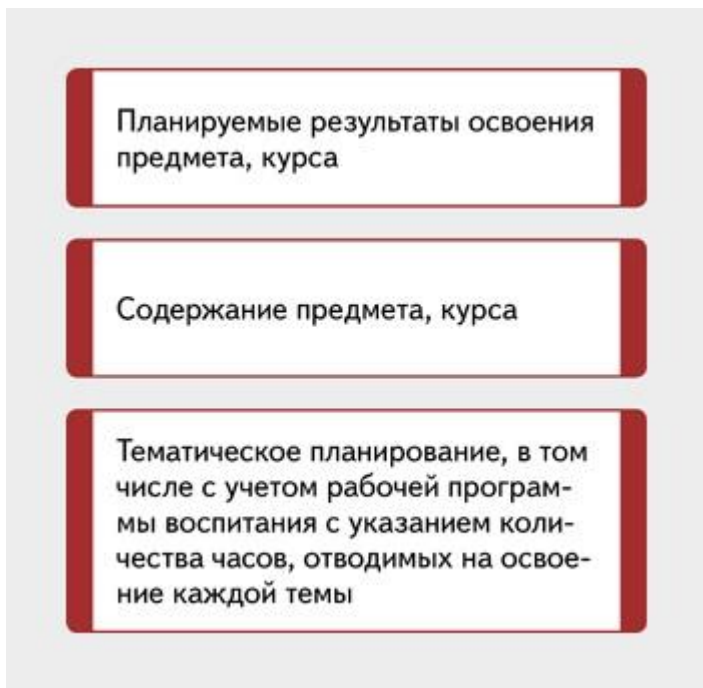 Планируемые результаты освоения
предмета, курса
Содержание предмета, курса
Тематическое планирование, в том
числе с учетом рабочей програм-
мы воспитания с указанием коли-
чества часов, отводимых на освое-
ние каждой темы